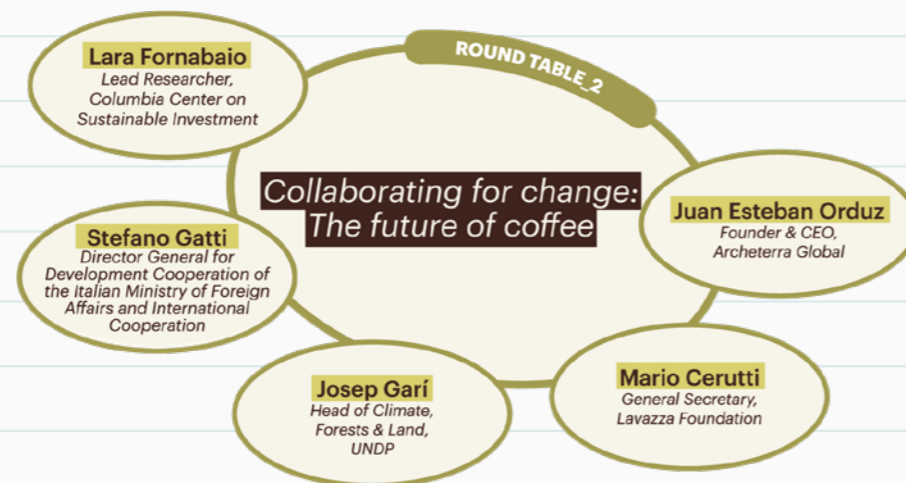 ROUND TABLE_2
Collaborating for change:
The future of coffee
Lara Fornabaio
Lead Researcher,
Columbia Center on
Sustainable Investment
Stefano Gatti
Director General for
Development Cooperation of
the Italian Ministry of Foreign
Affairs and International
Cooperation
Josep Garí
Head of Climate,
Forests & Land,
UNDP
Mario Cerutti
General Secretary,
Lavazza Foundation
Juan Esteban Orduz
Founder & CEO,
Archeterra Global